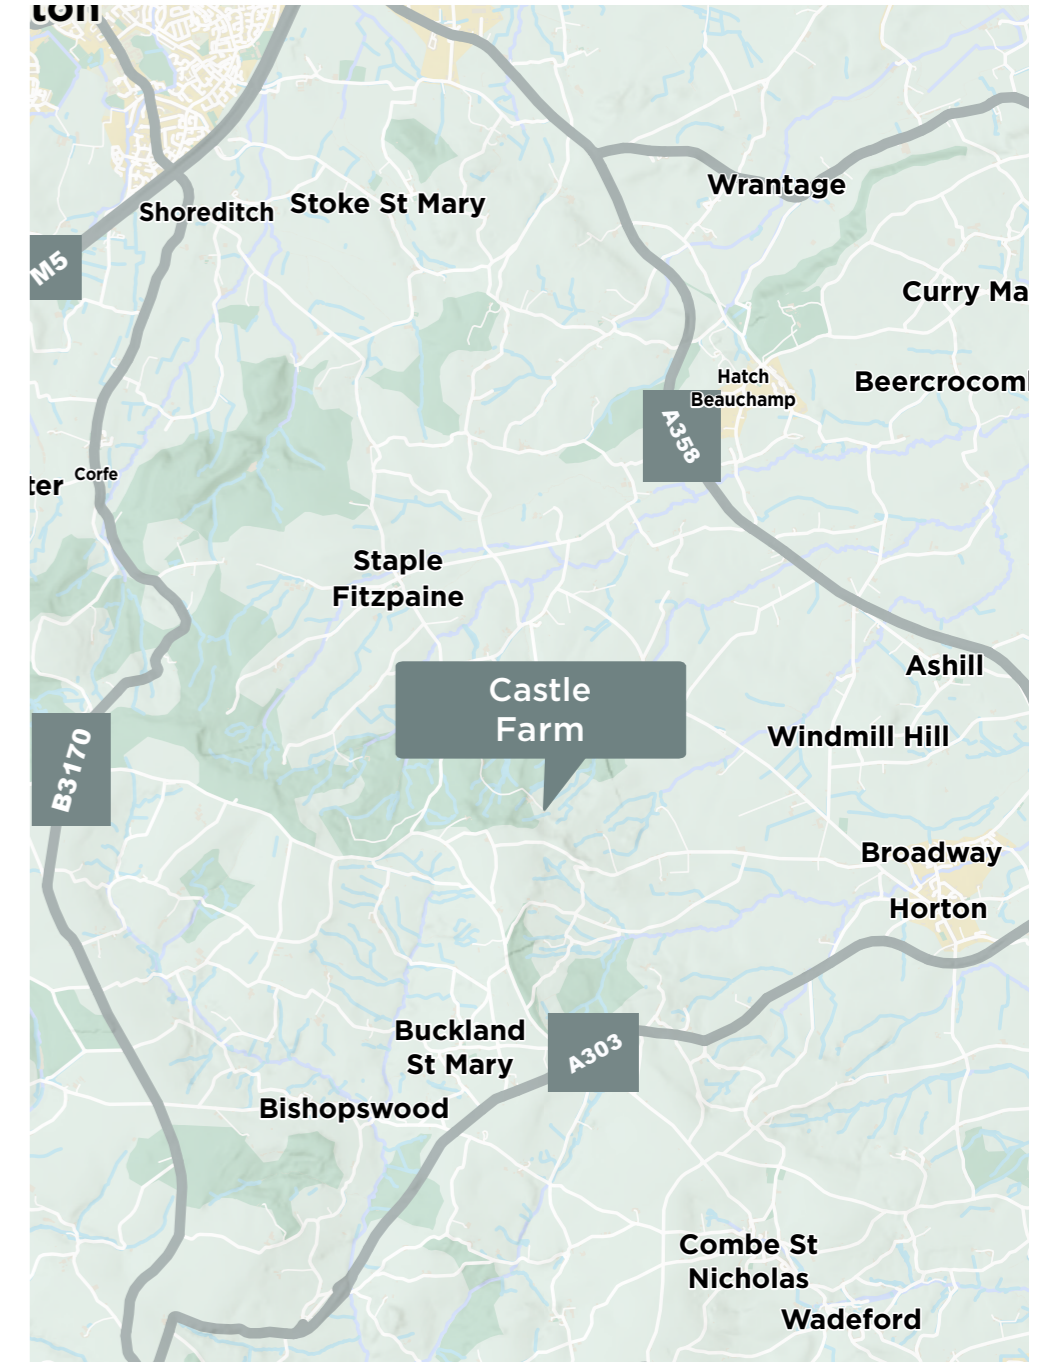 ton
Wrantage
Stoke St Mary
Shoreditch
M5
Curry Ma
Hatch
Beauchamp
Beercrocom
A358
Corfe
ter
Staple
Fitzpaine
Ashill
Castle
Farm
Windmill Hill
B3170
Broadway
Horton
Buckland
St Mary
A303
Bishopswood
Combe St
Nicholas
Wadeford